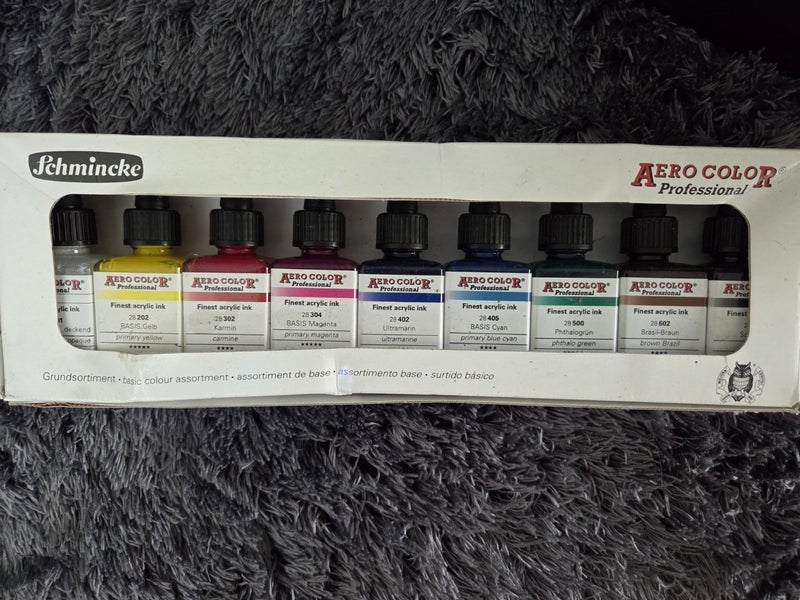 Schmincke
AERO COLOR®
Professional
AERO COLOR®
Professional
Finest acrylic ink
28 202
BASIS Gelb
primary yellow
*****
AERO COLOR®
Professional
Finest acrylic ink
28 302
Karmin
carmine
****
AERO COLOR®
Professional
Finest acrylic ink
28 304
BASIS Magenta
primary magenta
*****
AERO COLOR®
Professional
Finest acrylic ink
28 402
Ultramarin
ultramarine
AERO COLOR®
Professional
Finest acrylic ink
28 405
BASIS Cyan
primary blue cyan
****
AERO COLOR®
Professional
Finest acrylic ink
28 500
Phthalogrün
phthalo green
AERO COLOR®
Professional
Finest acrylic ink
28 602
Brasil-Braun
brown Brazil
****
deckend
opaque
Grundsortiment • basic colour assortment • assortiment de base • assortimento base • surtido básico